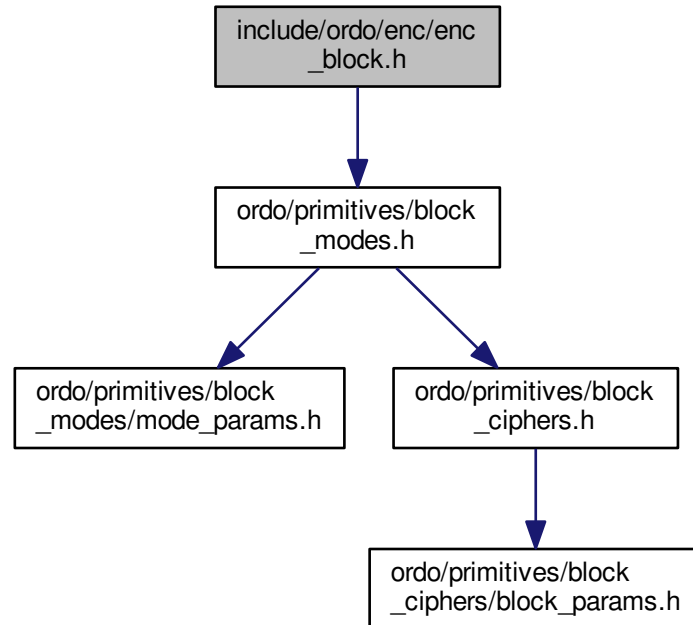 include/ordo/enc/enc
_block.h
ordo/primitives/block
_modes.h
ordo/primitives/block
_modes/mode_params.h
ordo/primitives/block
_ciphers.h
ordo/primitives/block
_ciphers/block_params.h